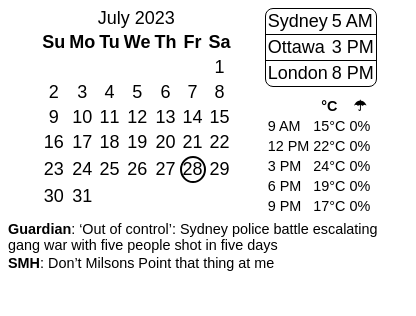 July 2023
Su Mo Tu We Th Fr Sa
1
2 3 4 5 6 7 8
9 10 11 12 13 14 15
16 17 18 19 20 21 22
23 24 25 26 27 28 29
30 31
Sydney 5 AM
Ottawa 3 PM
London 8 PM
°C ☂
9 AM 15°C 0%
12 PM 22°C 0%
3 PM 24°C 0%
6 PM 19°C 0%
9 PM 17°C 0%
Guardian: ‘Out of control’: Sydney police battle escalating
gang war with five people shot in five days
SMH: Don’t Milsons Point that thing at me